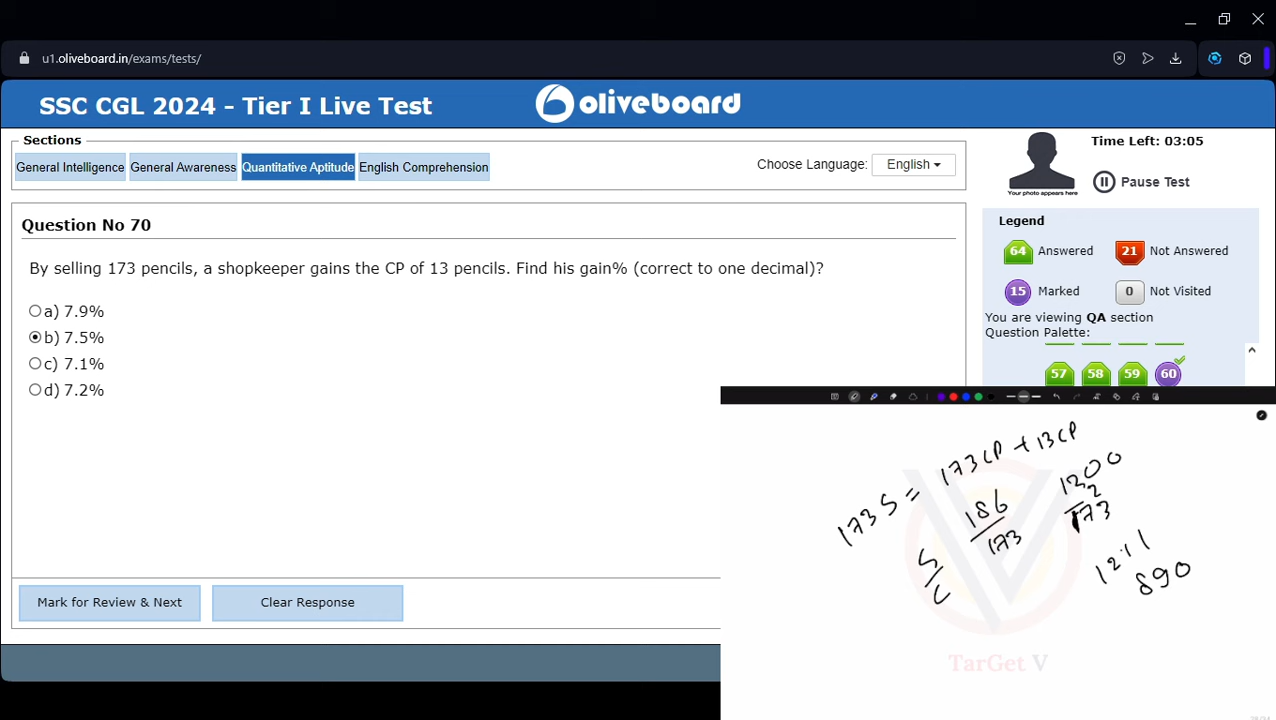 u1.oliveboard.in/exams/tests/
SSC CGL 2024 - Tier I Live Test
oliveboard
Sections
General Intelligence
General Awareness
Quantitative Aptitude
English Comprehension
Choose Language:
English
Your photo appears here
Time Left: 03:05
Pause Test
Question No 70
By selling 173 pencils, a shopkeeper gains the CP of 13 pencils. Find his gain% (correct to one decimal)?
a) 7.9%
b) 7.5%
c) 7.1%
d) 7.2%
Legend
64 Answered
21 Not Answered
15 Marked
0 Not Visited
You are viewing QA section
Question Palette:
57 58 59 60
Mark for Review & Next
Clear Response
173 S = 173CP + 13CP
S/C
186/173
1300
173
1211
890
TarGet V